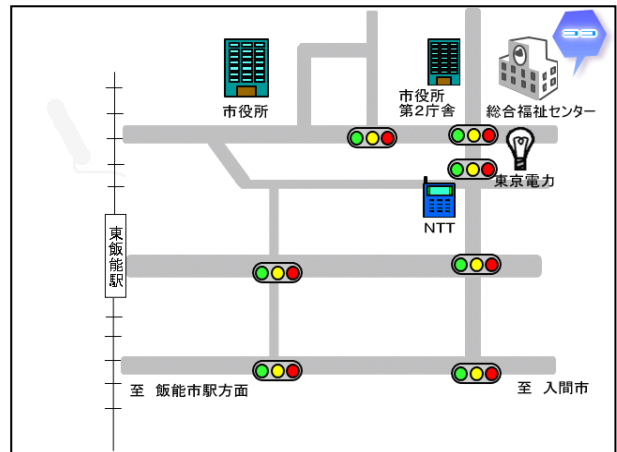 市役所
市役所
第2庁舎
総合福祉センター
東京電力
NTT
東飯能駅
至 飯能市駅方面
至 入間市